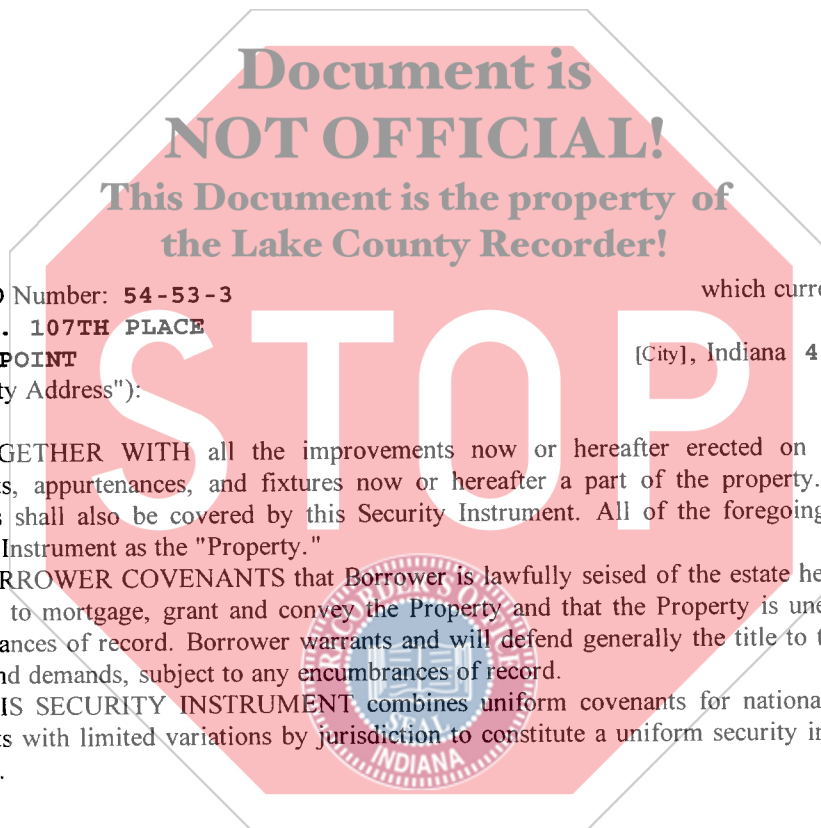 Document is
NOT OFFICIAL!
This Document is the property of
the Lake County Recorder!
Number: 54-53-3 which curre
. 107TH PLACE
POINT [City], Indiana 4
ty Address"):
STOP
GETHER WITH all the improvements now or hereafter erected on
s, appurtenances, and fixtures now or hereafter a part of the property.
s shall also be covered by this Security Instrument. All of the foregoing
Instrument as the "Property."
RROWER COVENANTS that Borrower is lawfully seised of the estate he
to mortgage, grant and convey the Property and that the Property is une
ances of record. Borrower warrants and will defend generally the title to t
nd demands, subject to any encumbrances of record.
IS SECURITY INSTRUMENT combines uniform covenants for national
ts with limited variations by jurisdiction to constitute a uniform security in
.
RECORDER'S OFFICE
SEAL
INDIANA